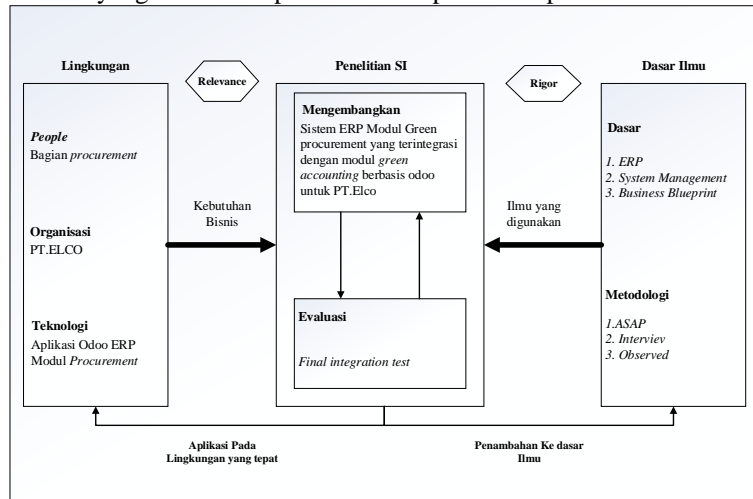 Lingkungan
Relevance
Penelitian SI
Rigor
Dasar Ilmu
People
Bagian procurement
Organisasi
PT.ELCO
Teknologi
Aplikasi Odoo ERP
Modul Procurement
Kebutuhan
Bisnis
Mengembangkan
Sistem ERP Modul Green
procurement yang terintegrasi
dengan modul green
accounting berbasis odoo
untuk PT.Elco
Evaluasi
Final integration test
Ilmu yang
digunakan
Dasar
1. ERP
2. System Management
3. Business Blueprint
Metodologi
1.ASAP
2. Interviev
3. Observed
Aplikasi Pada
Lingkungan yang tepat
Penambahan Ke dasar
Ilmu